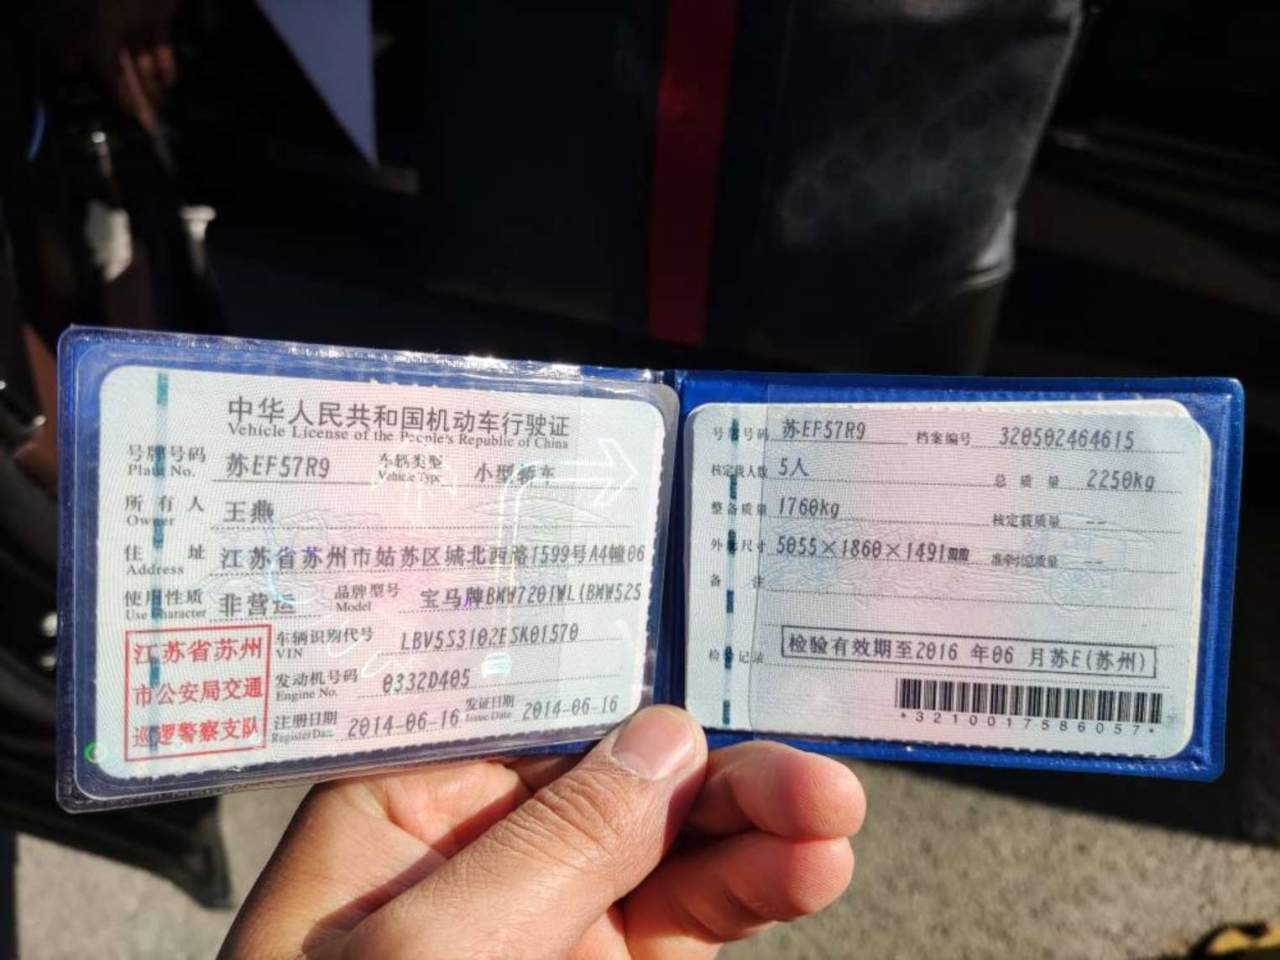 中华人民共和国机动车行驶证
Vehicle License of the People's Republic of China
号牌号码 苏EF57R9 车辆类型 小型轿车
Plate No. Vehicle Type
所有人 王燕
Owner
住址 江苏省苏州市姑苏区城北西路1599号A4幢06
Address
使用性质 非营运 品牌型号 宝马牌BMW7201WL(BMW525
Use Character Model
江苏省苏州
市公安局交通
巡逻警察支队
车辆识别代号 LBV5S3102ESK01570
VIN
发动机号码 0332D405
Engine No.
注册日期 2014-06-16 发证日期 2014-06-16
Register Date Issue Date
号牌号码 苏EF57R9 档案编号 320502464615
核定载人数 5人 总质量 2250kg
整备质量 1760kg 核定载质量 --
外廓尺寸 5055×1860×1491mm 准牵引总质量 --
备注
检验记录 检验有效期至2016年06月苏E(苏州)
*3210017586057*